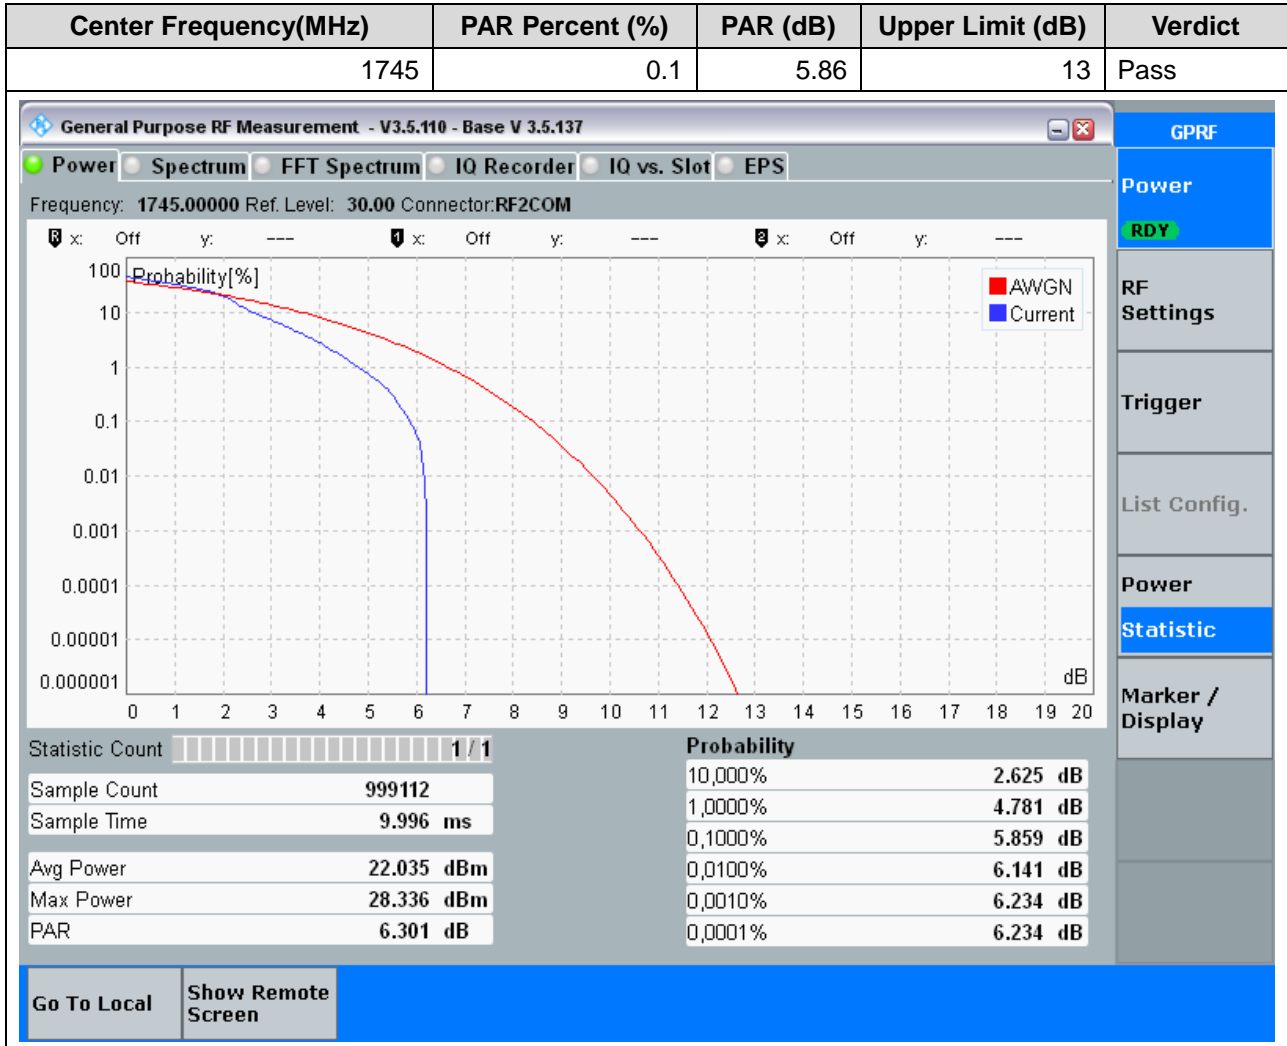 Center Frequency(MHz) PAR Percent (%) PAR (dB) Upper Limit (dB) Verdict
1745 0.1 5.86 13 Pass
General Purpose RF Measurement - V3.5.110 - Base V 3.5.137
GPRF
Power Spectrum FFT Spectrum IQ Recorder IQ vs. Slot EPS
Power
RDY
Frequency: 1745.00000 Ref. Level: 30.00 Connector:RF2COM
R x: Off y: --- 1 x: Off y: --- 2 x: Off y: ---
Probability[%]
AWGN
Current
100
10
1
0.1
0.01
0.001
0.0001
0.00001
0.000001
dB
0 1 2 3 4 5 6 7 8 9 10 11 12 13 14 15 16 17 18 19 20
RF
Settings
Trigger
List Config.
Power
Statistic
Marker /
Display
Statistic Count 1 / 1
Sample Count 999112
Sample Time 9.996 ms
Avg Power 22.035 dBm
Max Power 28.336 dBm
PAR 6.301 dB
Probability
10,000% 2.625 dB
1,0000% 4.781 dB
0,1000% 5.859 dB
0,0100% 6.141 dB
0,0010% 6.234 dB
0,0001% 6.234 dB
Go To Local
Show Remote
Screen